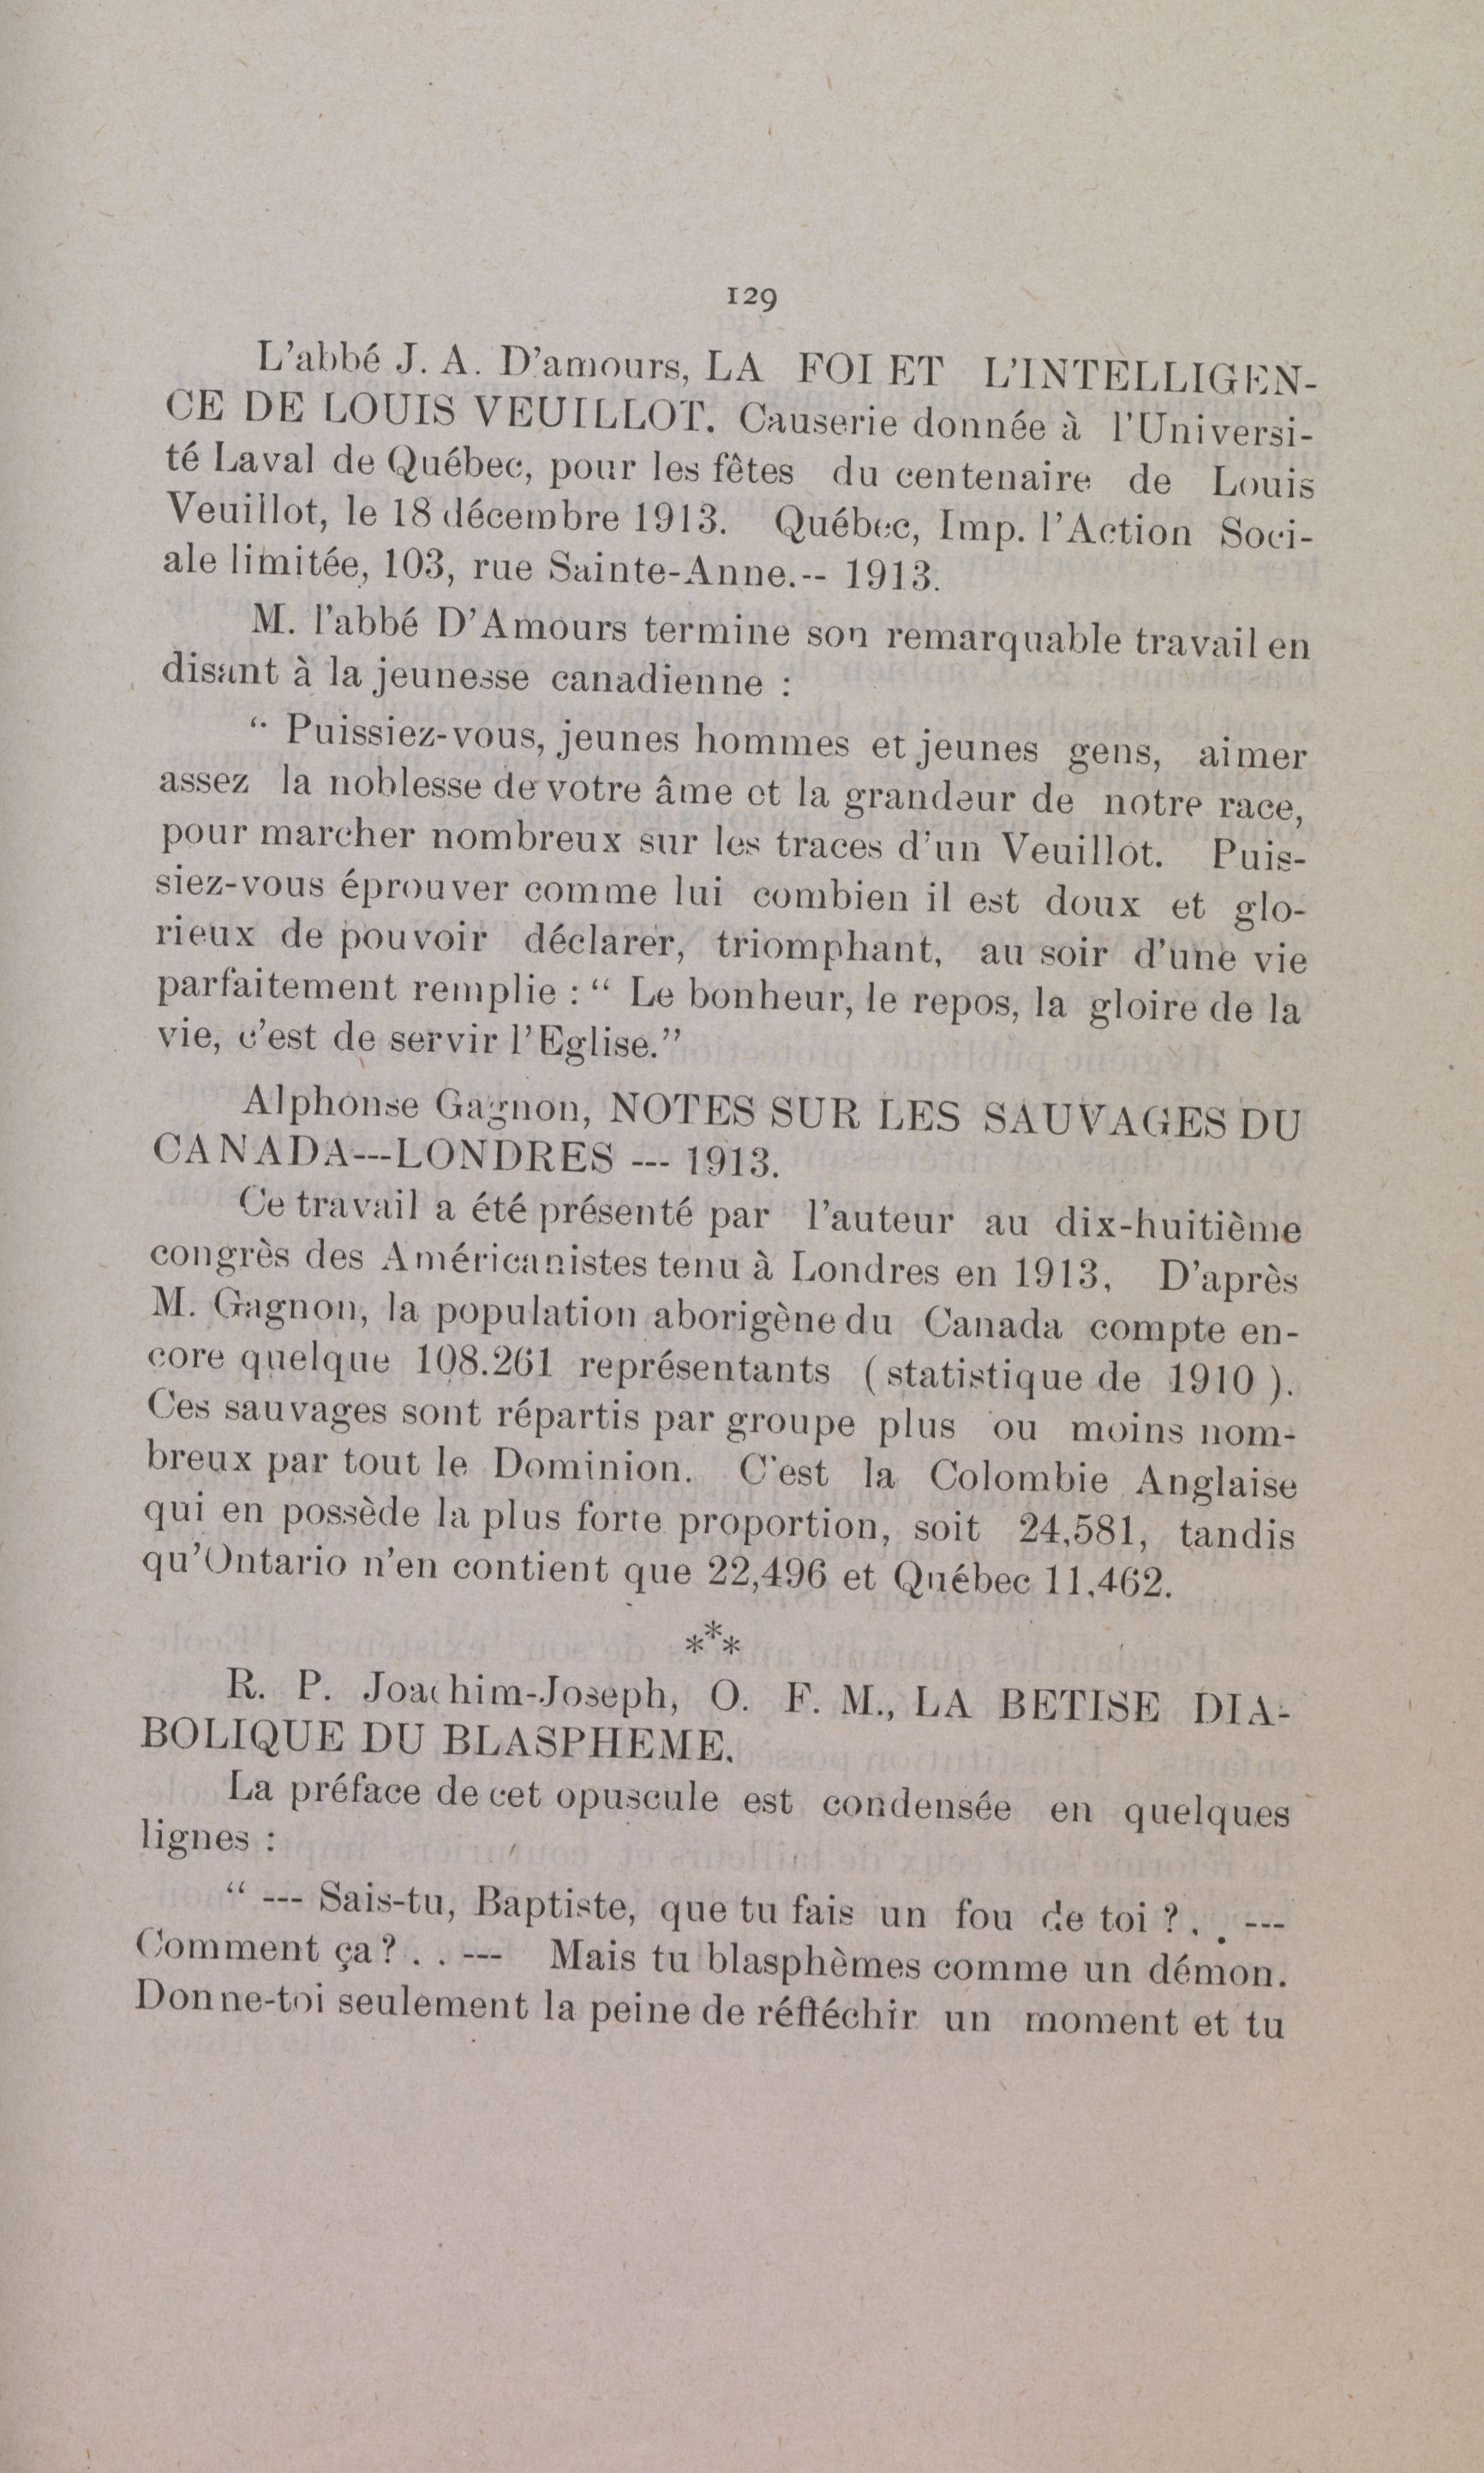 129
L'abbé J. A. D'amours, LA FOI ET L'INTELLIGEN-
CE DE LOUIS VEUILLOT. Causerie donnée à l'Universi-
té Laval de Québec, pour les fêtes du centenaire de Louis
Veuillot, le 18 décembre 1913. Québec, Imp. l'Action Soci-
ale limitée, 103, rue Sainte-Anne.-- 1913.
M. l'abbé D'Amours termine son remarquable travail en
disant à la jeunesse canadienne :
“ Puissiez-vous, jeunes hommes et jeunes gens, aimer
assez la noblesse de votre âme et la grandeur de notre race,
pour marcher nombreux sur les traces d'un Veuillot. Puis-
siez-vous éprouver comme lui combien il est doux et glo-
rieux de pouvoir déclarer, triomphant, au soir d'une vie
parfaitement remplie : “ Le bonheur, le repos, la gloire de la
vie, c'est de servir l'Eglise.”
Alphonse Gagnon, NOTES SUR LES SAUVAGES DU
CANADA---LONDRES --- 1913.
Ce travail a été présenté par l'auteur au dix-huitième
congrès des Américanistes tenu à Londres en 1913, D'après
M. Gagnon, la population aborigène du Canada compte en-
core quelque 108.261 représentants ( statistique de 1910 ).
Ces sauvages sont répartis par groupe plus ou moins nom-
breux par tout le Dominion. C'est la Colombie Anglaise
qui en possède la plus forte proportion, soit 24,581, tandis
qu'Ontario n'en contient que 22,496 et Québec 11,462.
***
R. P. Joachim-Joseph, O. F. M., LA BETISE DIA-
BOLIQUE DU BLASPHEME.
La préface de cet opuscule est condensée en quelques
lignes :
“ --- Sais-tu, Baptiste, que tu fais un fou de toi ? . . ---
Comment ça ? . . --- Mais tu blasphèmes comme un démon.
Donne-toi seulement la peine de réfléchir un moment et tu